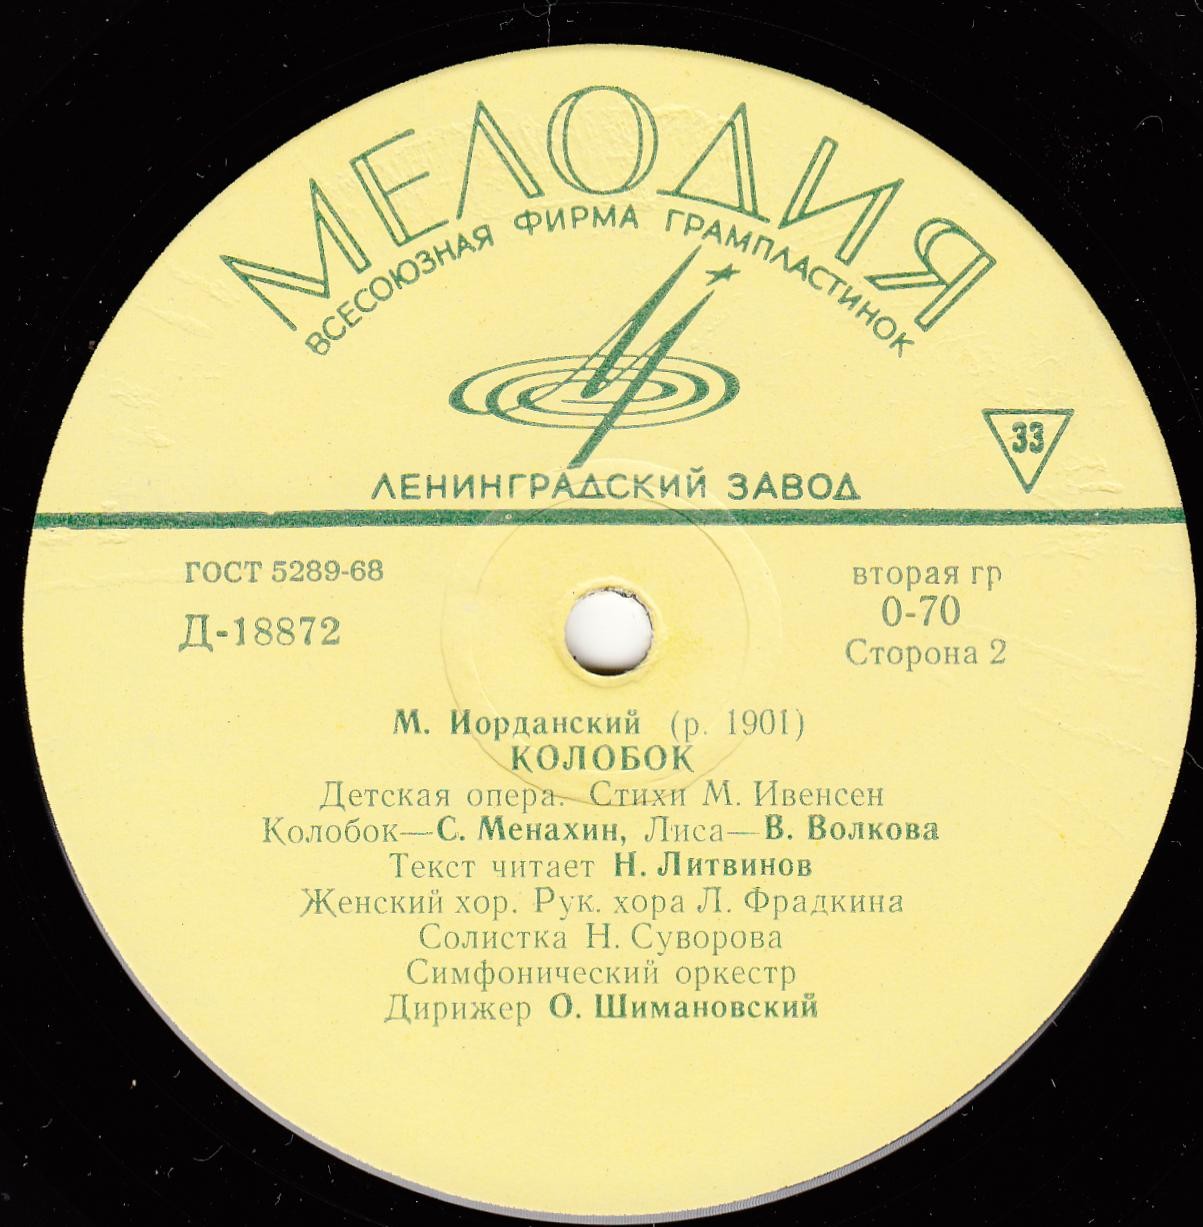 МЕЛОДИЯ
ВСЕСОЮЗНАЯ ФИРМА ГРАМПЛАСТИНОК
33
ЛЕНИНГРАДСКИЙ ЗАВОД
ГОСТ 5289-68
Д-18872
вторая гр
0-70
Сторона 2
М. Иорданский (р. 1901)
КОЛОБОК
Детская опера. Стихи М. Ивенсен
Колобок—С. Менахин, Лиса—В. Волкова
Текст читает Н. Литвинов
Женский хор. Рук. хора Л. Фрадкина
Солистка Н. Суворова
Симфонический оркестр
Дирижер О. Шимановский